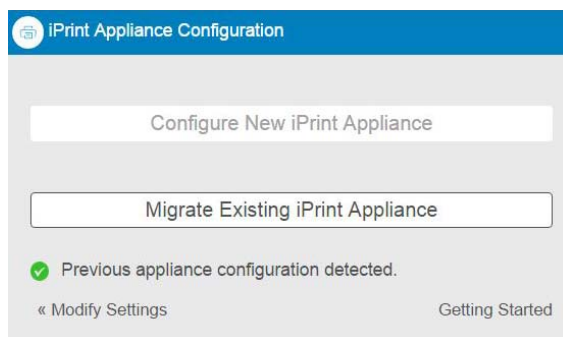 iPrint Appliance Configuration
Configure New iPrint Appliance
Migrate Existing iPrint Appliance
Previous appliance configuration detected.
« Modify Settings
Getting Started